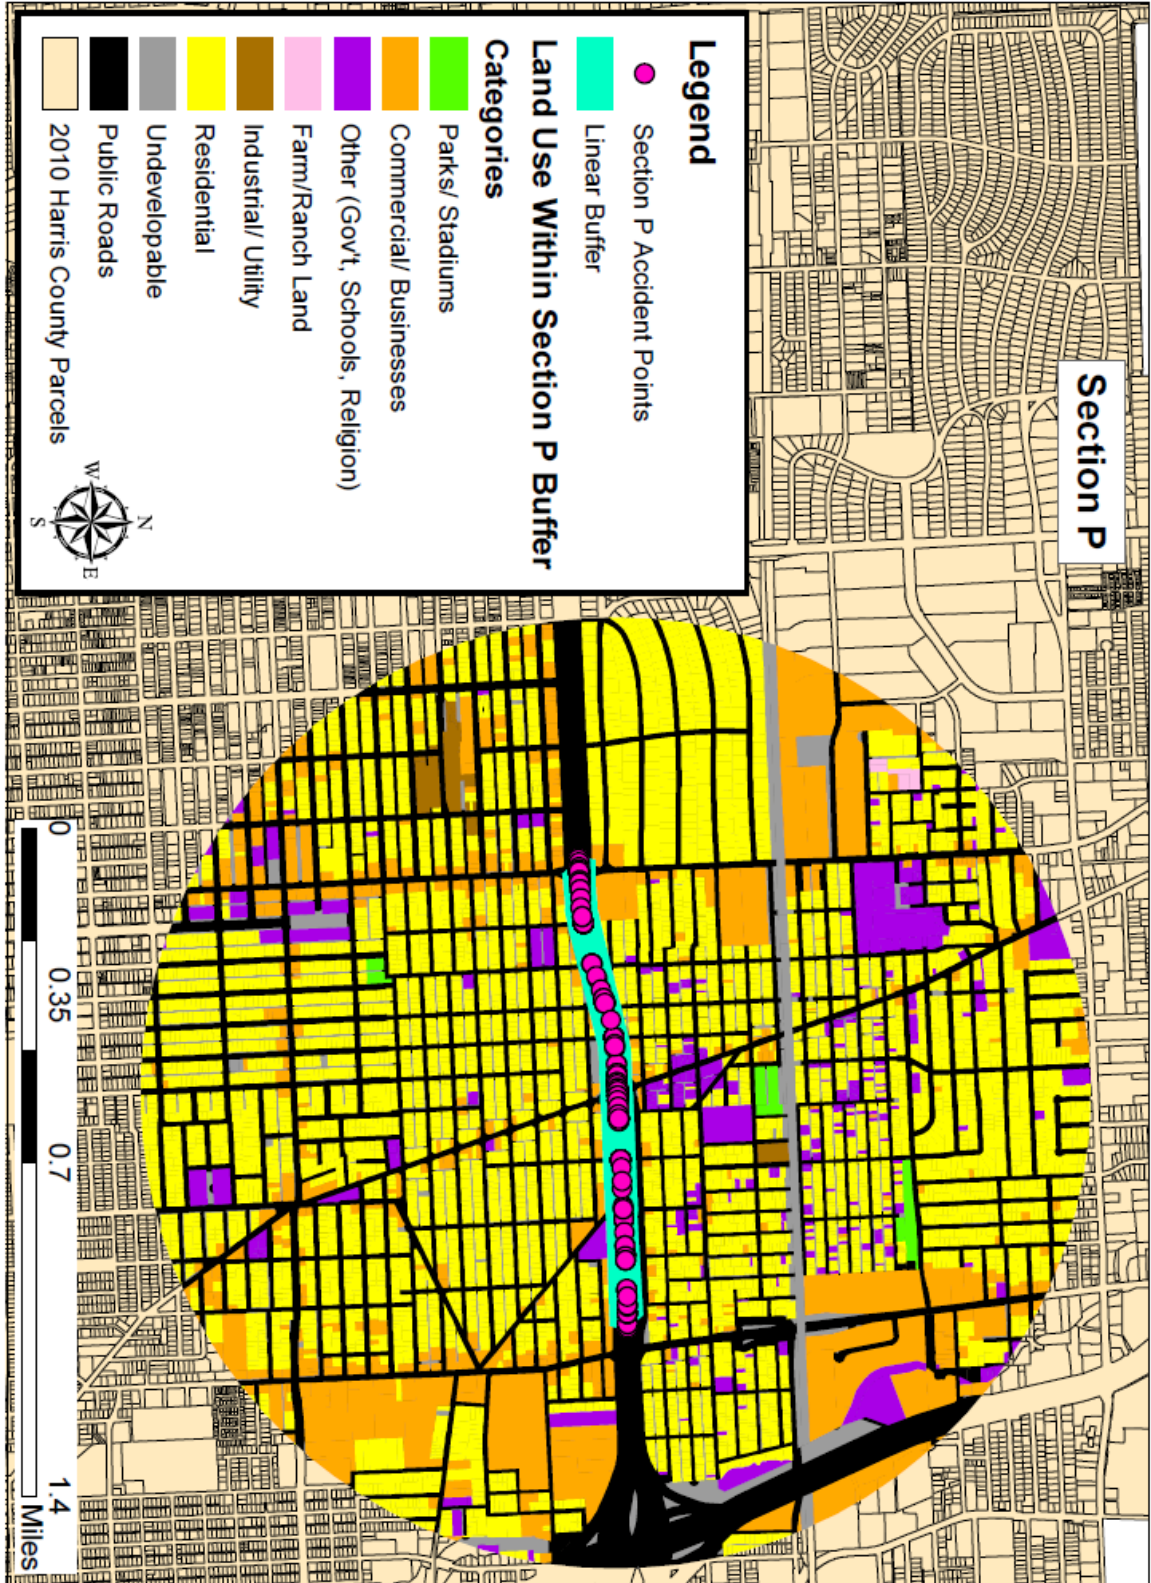 Section P
Legend
Section P Accident Points
Linear Buffer
Land Use Within Section P Buffer
Categories
Parks/ Stadiums
Commercial/ Businesses
Other (Gov't, Schools, Religion)
Farm/Ranch Land
Industrial/ Utility
Residential
Undevelopable
Public Roads
2010 Harris County Parcels
N
W
E
S
0 0.35 0.7 1.4
Miles